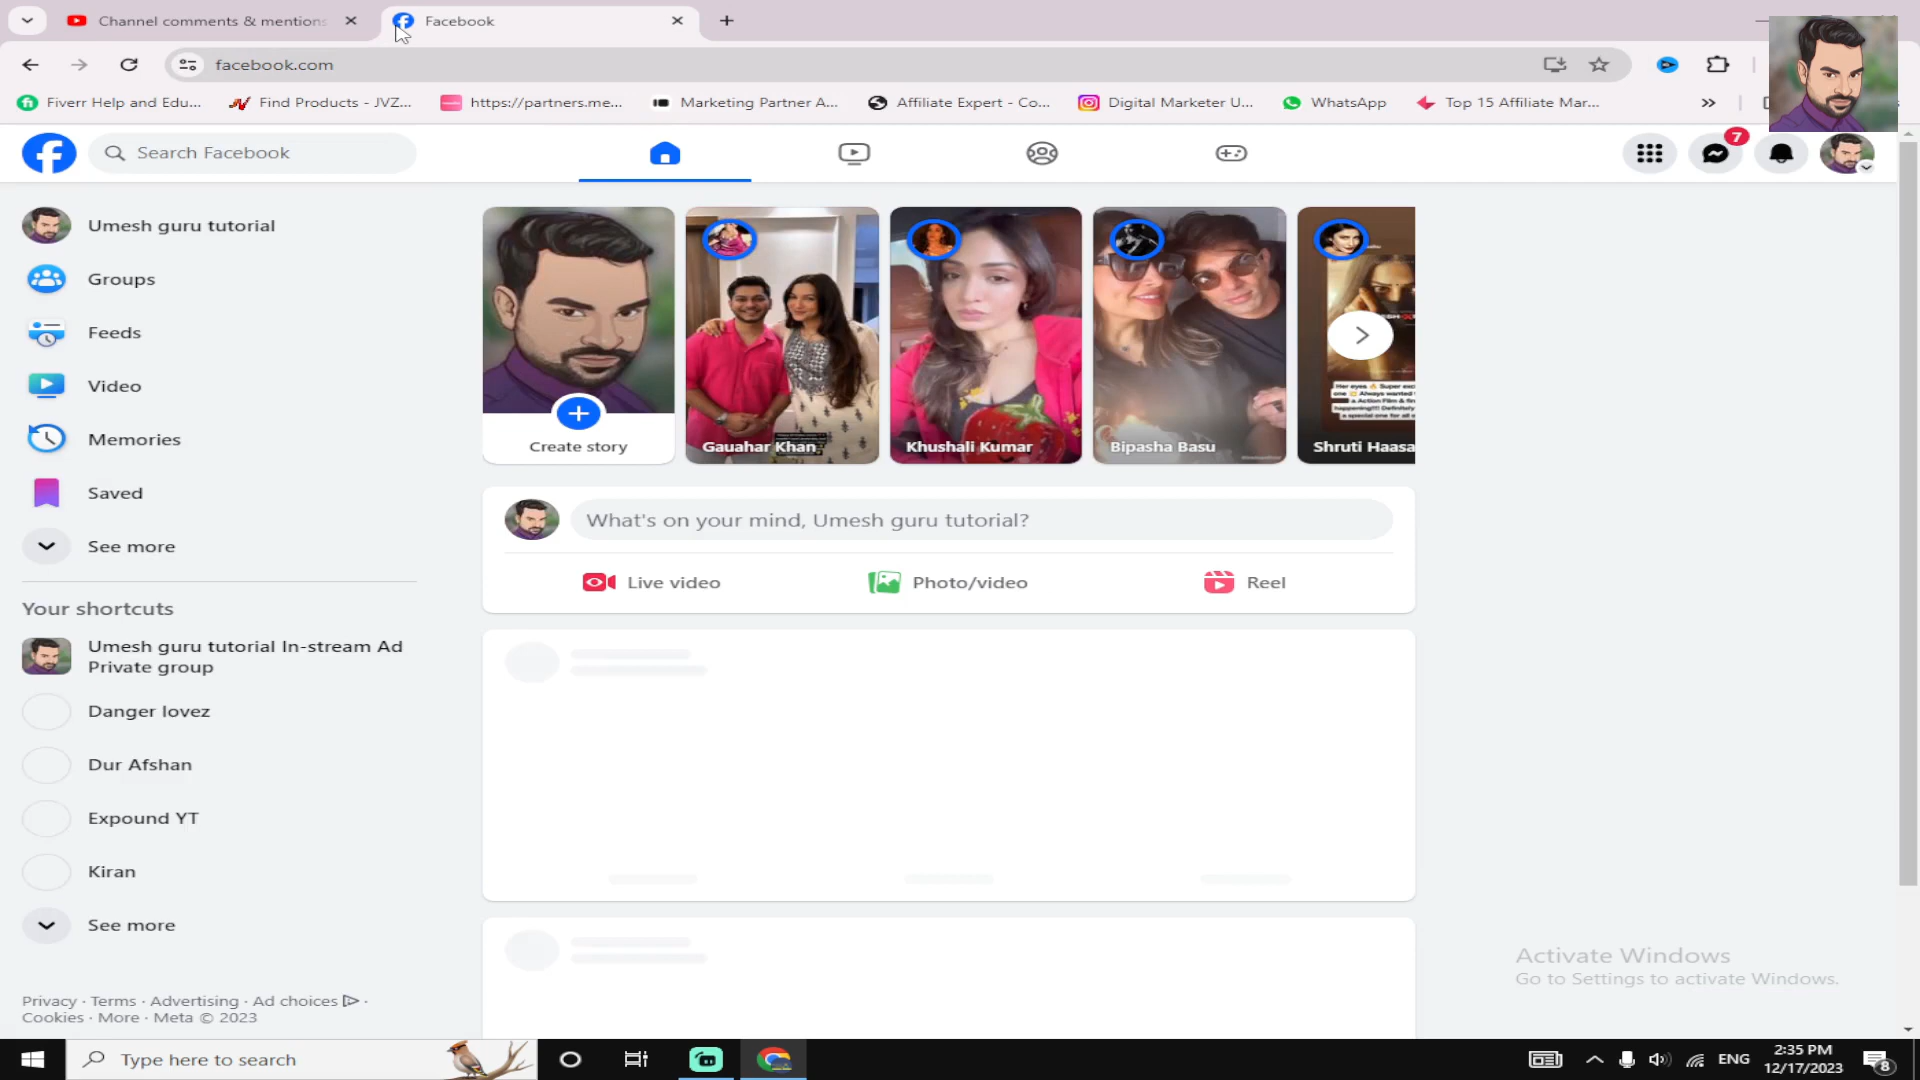 Channel comments & mentions
Facebook
facebook.com
Fiverr Help and Edu...
Find Products - JVZ...
https://partners.me...
Marketing Partner A...
Affiliate Expert - Co...
Digital Marketer U...
WhatsApp
Top 15 Affiliate Mar...
»
Search Facebook
7
Umesh guru tutorial
Groups
Feeds
Video
Memories
Saved
See more
Your shortcuts
Umesh guru tutorial In-stream Ad
Private group
Danger lovez
Dur Afshan
Expound YT
Kiran
See more
Privacy · Terms · Advertising · Ad choices ·
Cookies · More · Meta © 2023
Create story
Gauahar Khan
Khushali Kumar
Bipasha Basu
Shruti Haasa
What's on your mind, Umesh guru tutorial?
Live video
Photo/video
Reel
Activate Windows
Go to Settings to activate Windows.
Type here to search
ENG
2:35 PM
12/17/2023
8